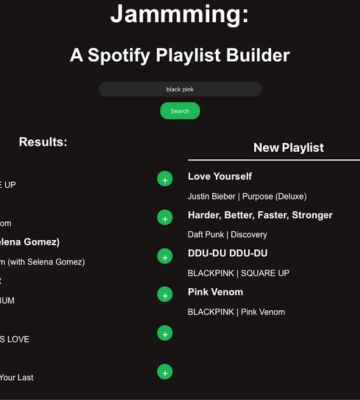 Jammming:
A Spotify Playlist Builder
black pink
Search
Results:
E UP
om
elena Gomez)
m (with Selena Gomez)
UM
S LOVE
Your Last
New Playlist
Love Yourself
Justin Bieber | Purpose (Deluxe)
Harder, Better, Faster, Stronger
Daft Punk | Discovery
DDU-DU DDU-DU
BLACKPINK | SQUARE UP
Pink Venom
BLACKPINK | Pink Venom